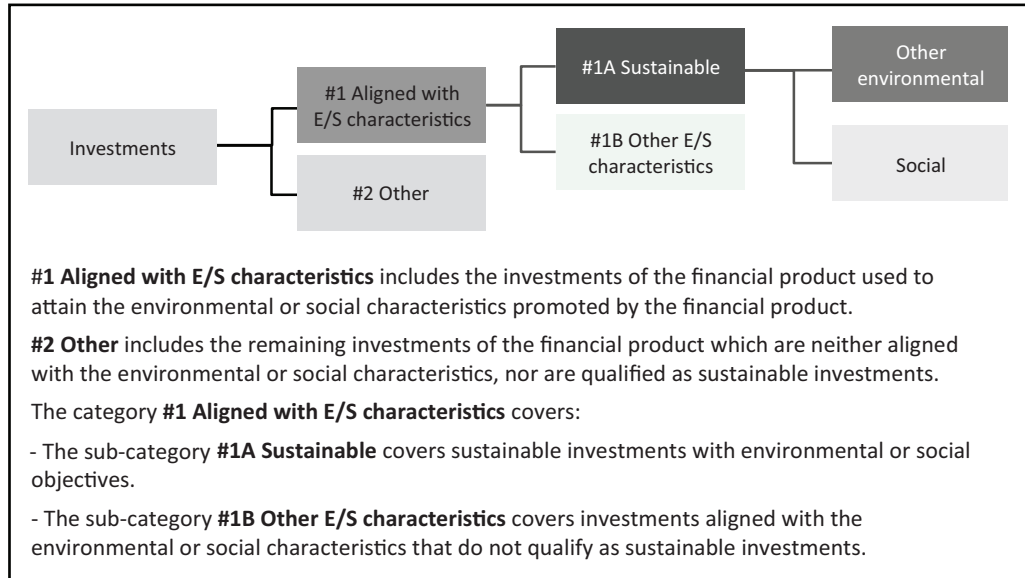 Investments
#1 Aligned with
E/S characteristics
#2 Other
#1A Sustainable
#1B Other E/S
characteristics
Other
environmental
Social
#1 Aligned with E/S characteristics includes the investments of the financial product used to
attain the environmental or social characteristics promoted by the financial product.
#2 Other includes the remaining investments of the financial product which are neither aligned
with the environmental or social characteristics, nor are qualified as sustainable investments.
The category #1 Aligned with E/S characteristics covers:
- The sub-category #1A Sustainable covers sustainable investments with environmental or social
objectives.
- The sub-category #1B Other E/S characteristics covers investments aligned with the
environmental or social characteristics that do not qualify as sustainable investments.